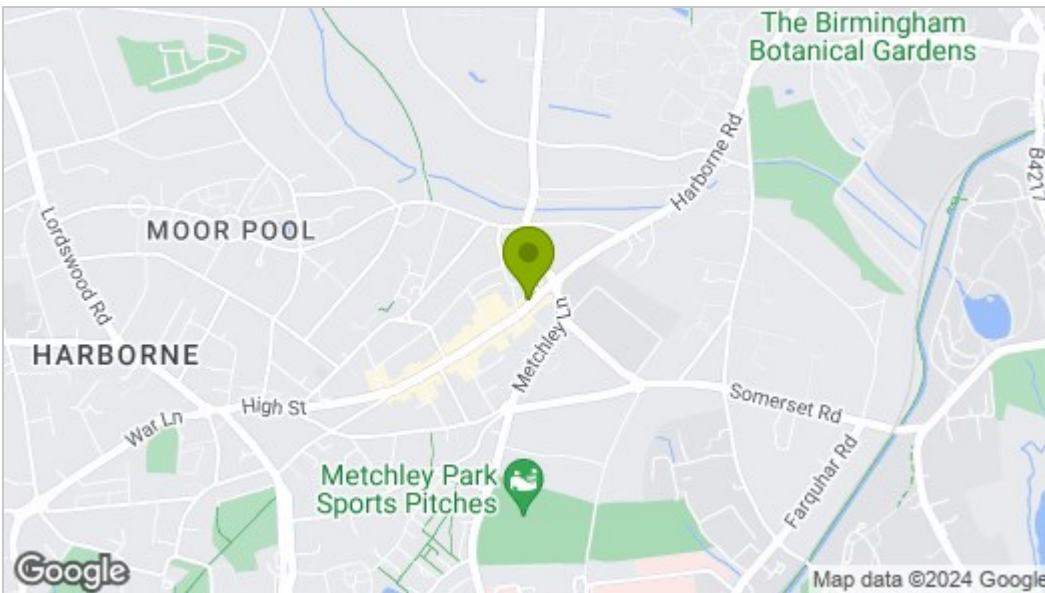 The Birmingham
Botanical Gardens
Harborne Rd
B4217
MOOR POOL
Lordswood Rd
HARBORNE
Metchley Ln
High St
War Ln
Somerset Rd
Farquhar Rd
Metchley Park
Sports Pitches
Google
Map data ©2024 Google